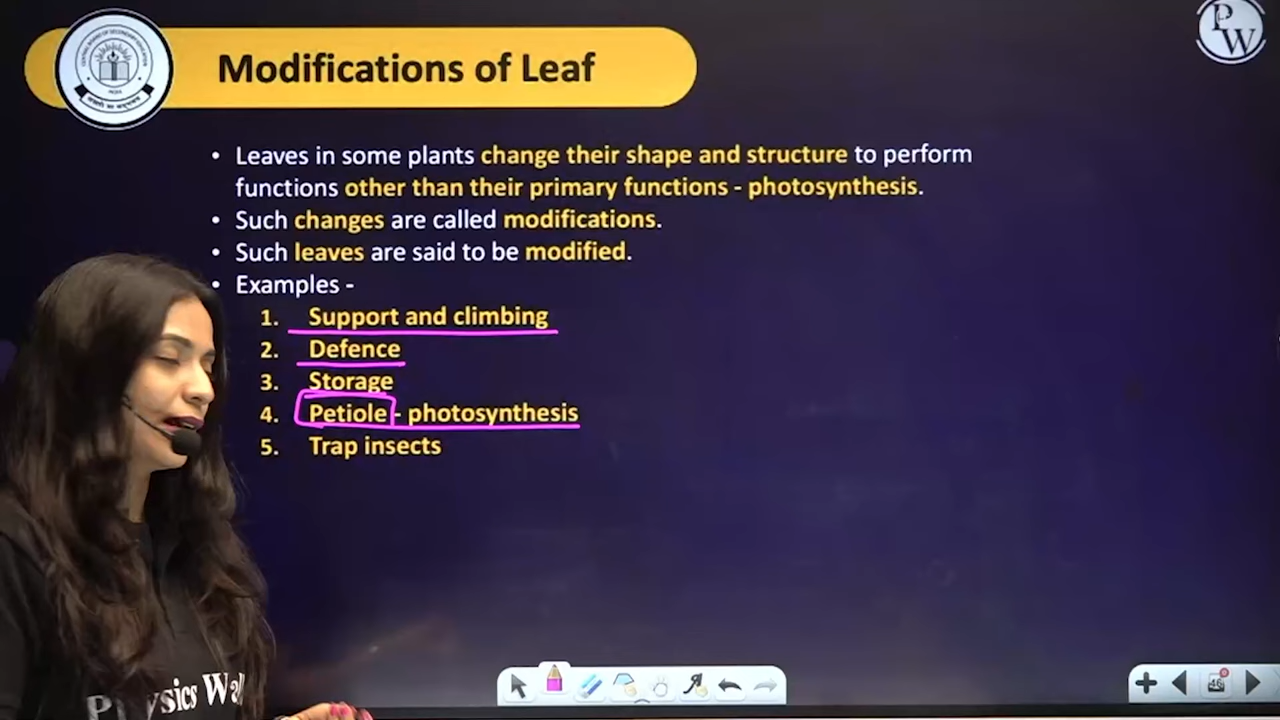 PW
Modifications of Leaf
• Leaves in some plants change their shape and structure to perform
functions other than their primary functions - photosynthesis.
• Such changes are called modifications.
• Such leaves are said to be modified.
• Examples -
1. Support and climbing
2. Defence
3. Storage
4. Petiole - photosynthesis
5. Trap insects
Physics Wal